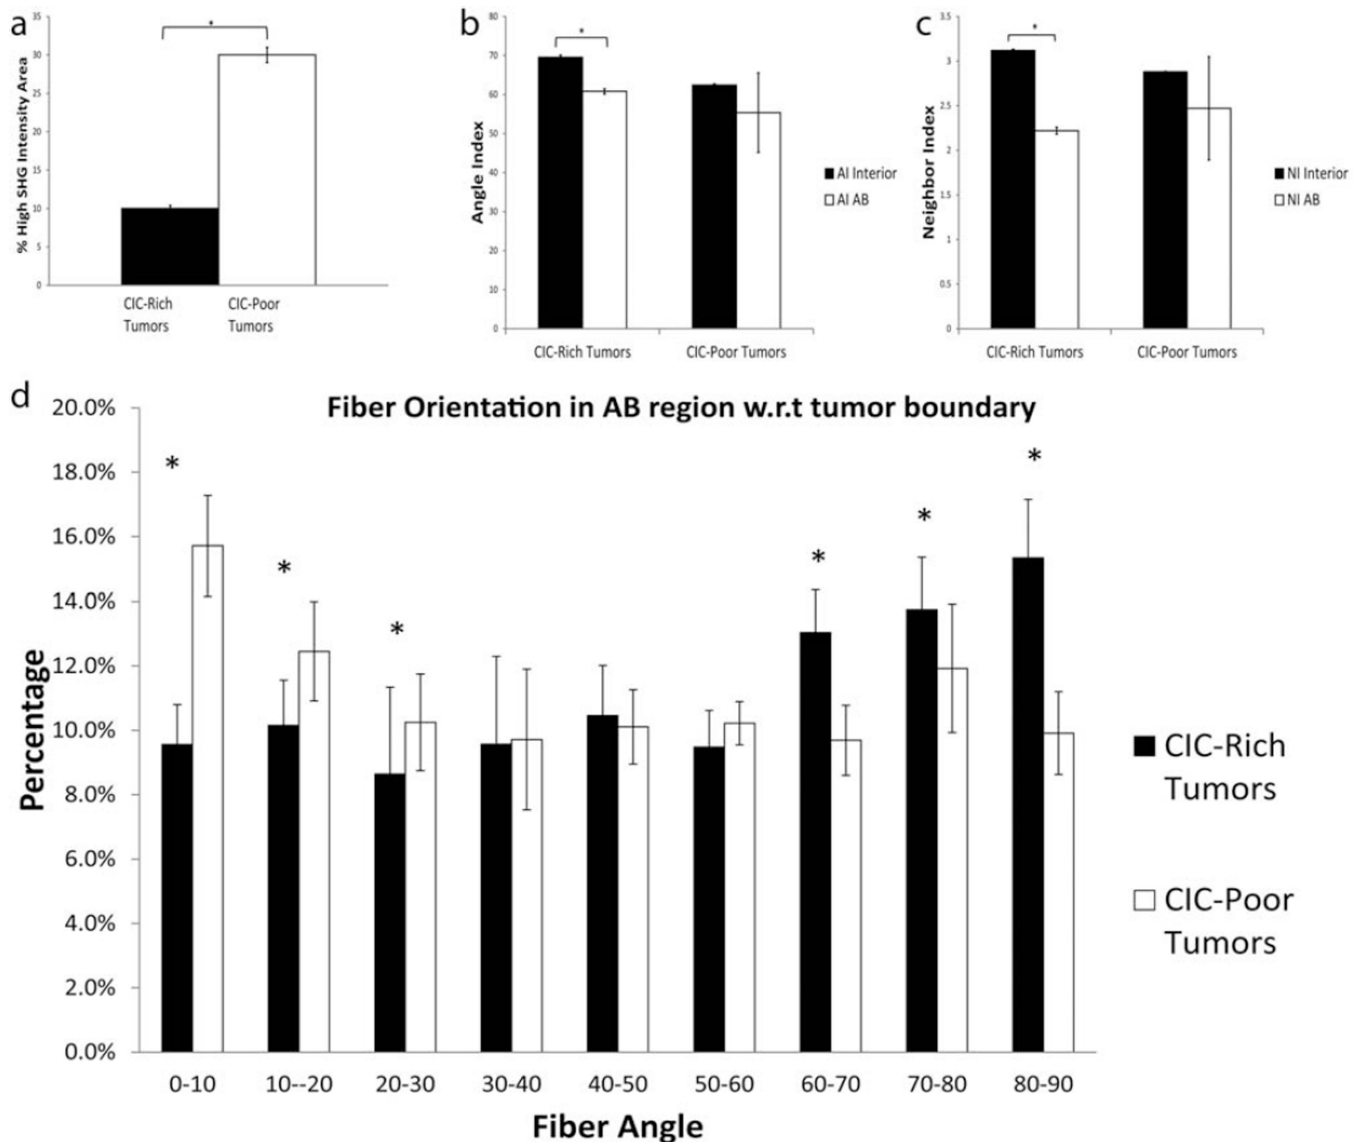 a
35
30
25
20
15
10
5
0
% High SHG Intensity Area
*
CIC-Rich
Tumors
CIC-Poor
Tumors
b
80
70
60
50
40
30
20
10
0
Angle Index
*
CIC-Rich Tumors
CIC-Poor Tumors
AI Interior
AI AB
c
3.5
3
2.5
2
1.5
1
0.5
0
Neighbor Index
*
CIC-Rich Tumors
CIC-Poor Tumors
NI Interior
NI AB
d
Fiber Orientation in AB region w.r.t tumor boundary
20.0%
18.0%
16.0%
14.0%
12.0%
10.0%
8.0%
6.0%
4.0%
2.0%
0.0%
Percentage
* * * * * *
0-10 10--20 20-30 30-40 40-50 50-60 60-70 70-80 80-90
Fiber Angle
CIC-Rich
Tumors
CIC-Poor
Tumors